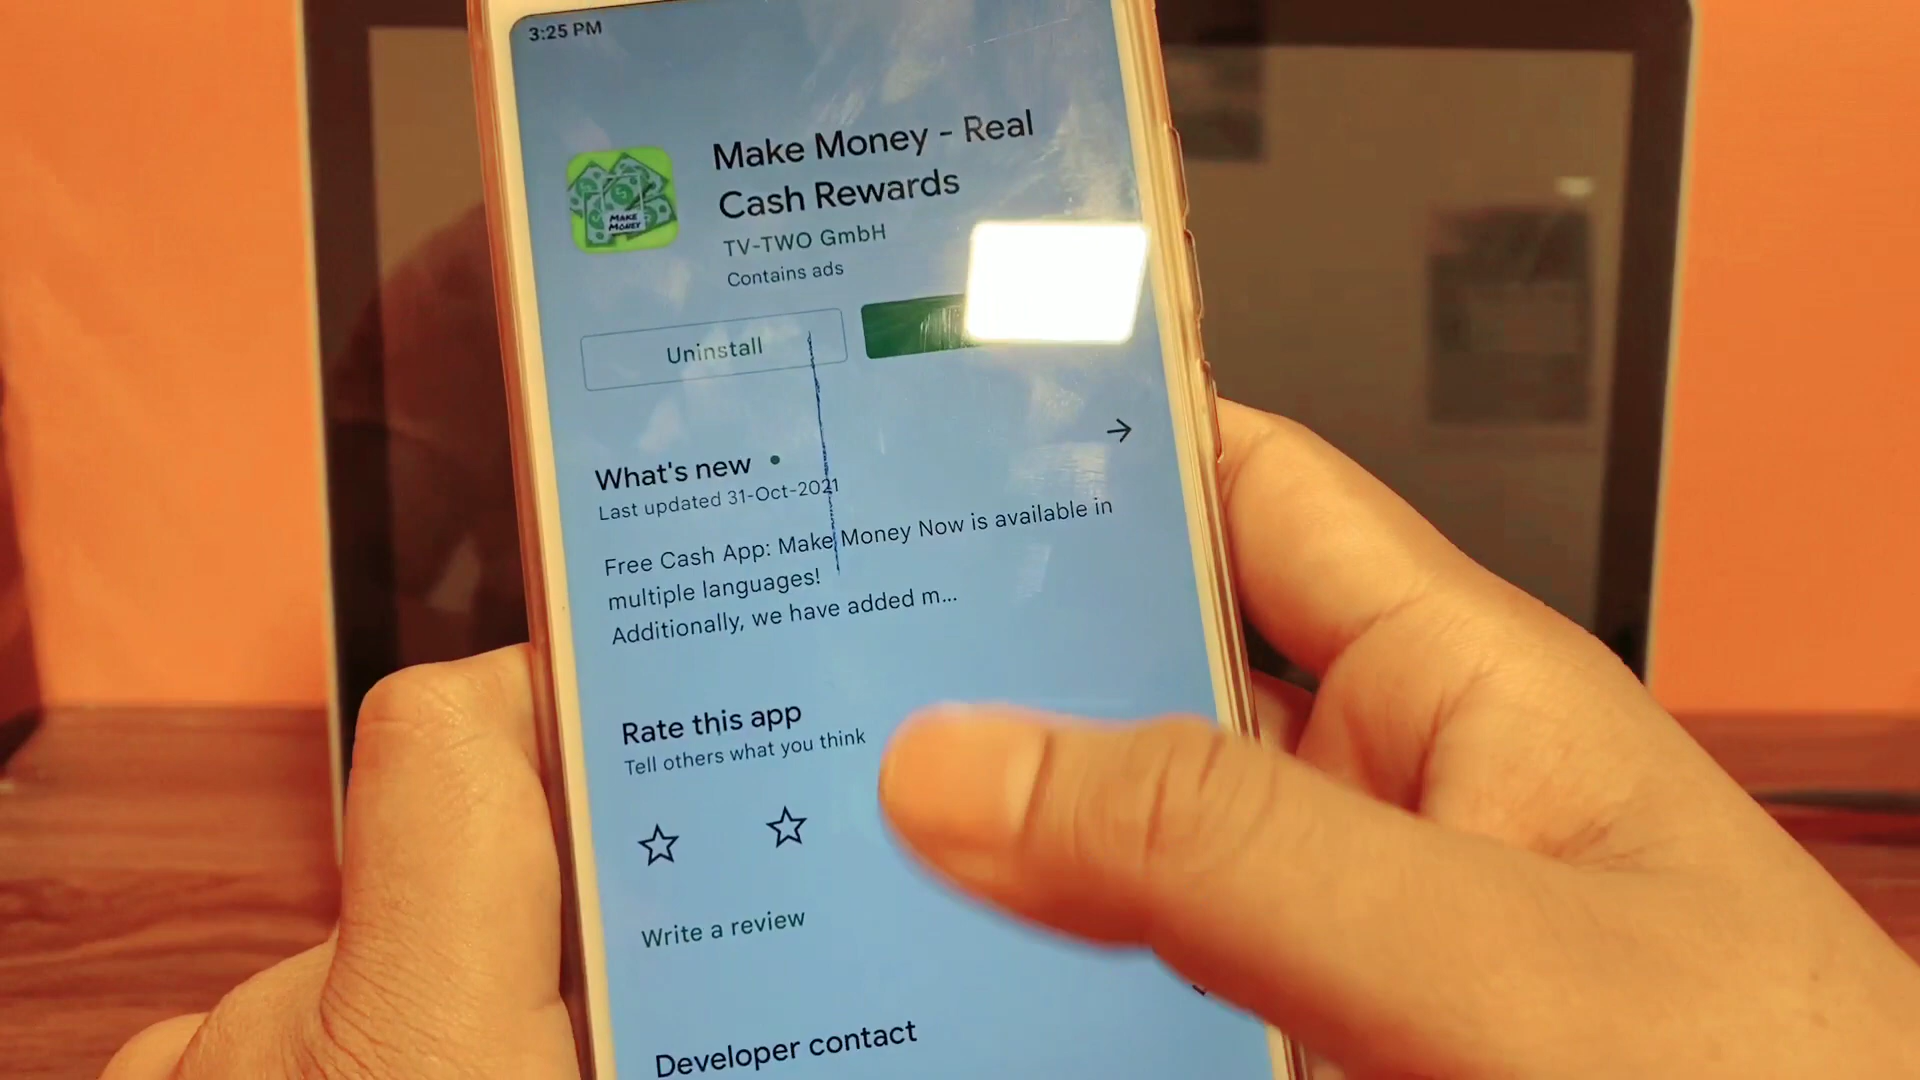 3:25 PM
Make Money - Real
Cash Rewards
MAKE
MONEY
TV-TWO GmbH
Contains ads
Uninstall
What's new •
Last updated 31-Oct-2021
Free Cash App: Make Money Now is available in
multiple languages!
Additionally, we have added m...
Rate this app
Tell others what you think
Write a review
Developer contact